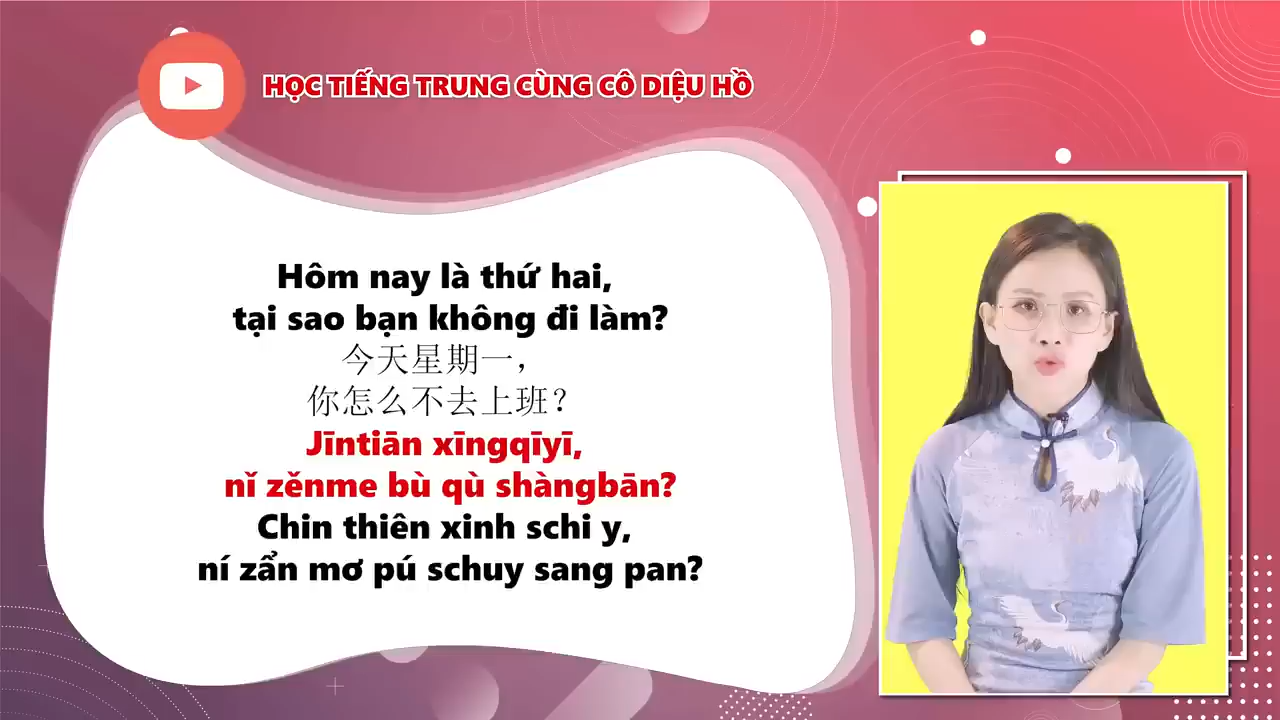 HỌC TIẾNG TRUNG CÙNG CÔ DIỆU HỒ
Hôm nay là thứ hai,
tại sao bạn không đi làm?
今天星期一，
你怎么不去上班？
Jīntiān xīngqīyī,
nǐ zěnme bù qù shàngbān?
Chin thiên xinh schi y,
ní zẩn mơ pú schuy sang pan?